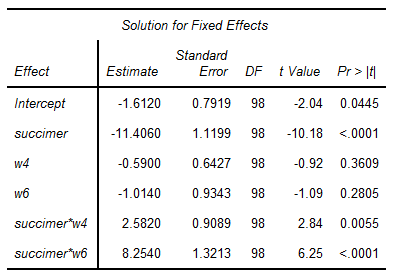 Solution for Fixed Effects
Effect Estimate Standard Error DF t Value Pr > |t|
Intercept -1.6120 0.7919 98 -2.04 0.0445
succimer -11.4060 1.1199 98 -10.18 <.0001
w4 -0.5900 0.6427 98 -0.92 0.3609
w6 -1.0140 0.9343 98 -1.09 0.2805
succimer*w4 2.5820 0.9089 98 2.84 0.0055
succimer*w6 8.2540 1.3213 98 6.25 <.0001